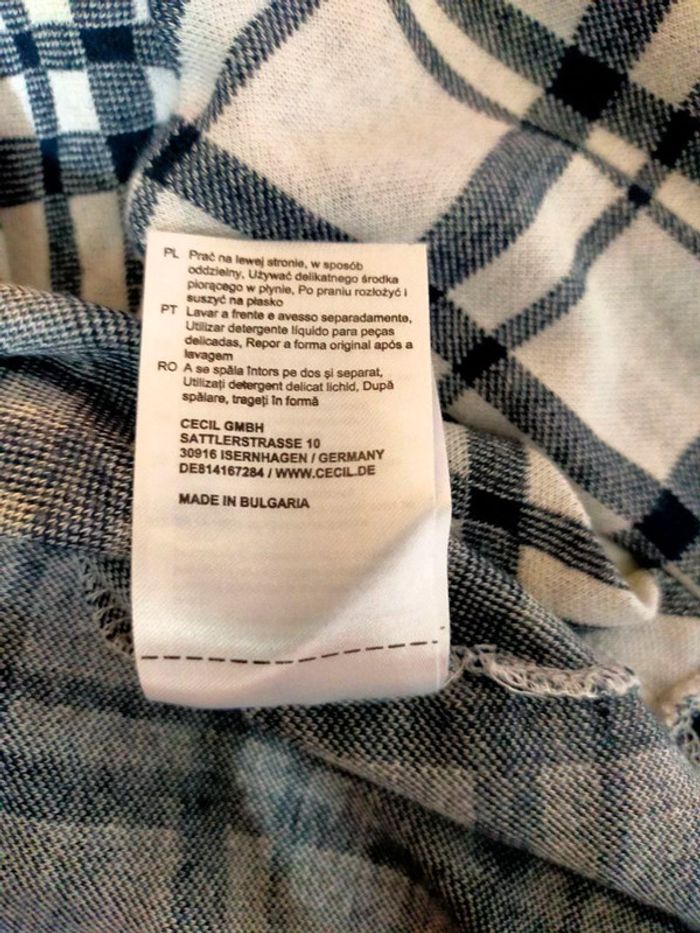 PL Prać na lewej stronie, w sposób
oddzielny, Używać delikatnego środka
piorącego w płynie, Po praniu rozłożyć i
suszyć na płasko
PT Lavar a frente e avesso separadamente,
Utilizar detergente líquido para peças
delicadas, Repor a forma original após a
lavagem
RO A se spăla întors pe dos și separat,
Utilizați detergent delicat lichid, După
spălare, trageți în formă
CECIL GMBH
SATTLERSTRASSE 10
30916 ISERNHAGEN / GERMANY
DE814167284 / WWW.CECIL.DE
MADE IN BULGARIA